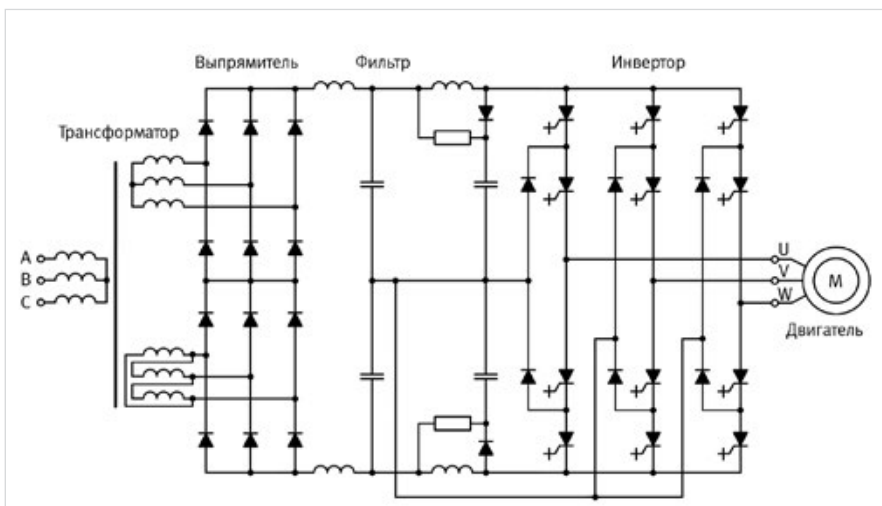 Выпрямитель
Фильтр
Инвертор
Трансформатор
A
B
C
U
V
W
M
Двигатель